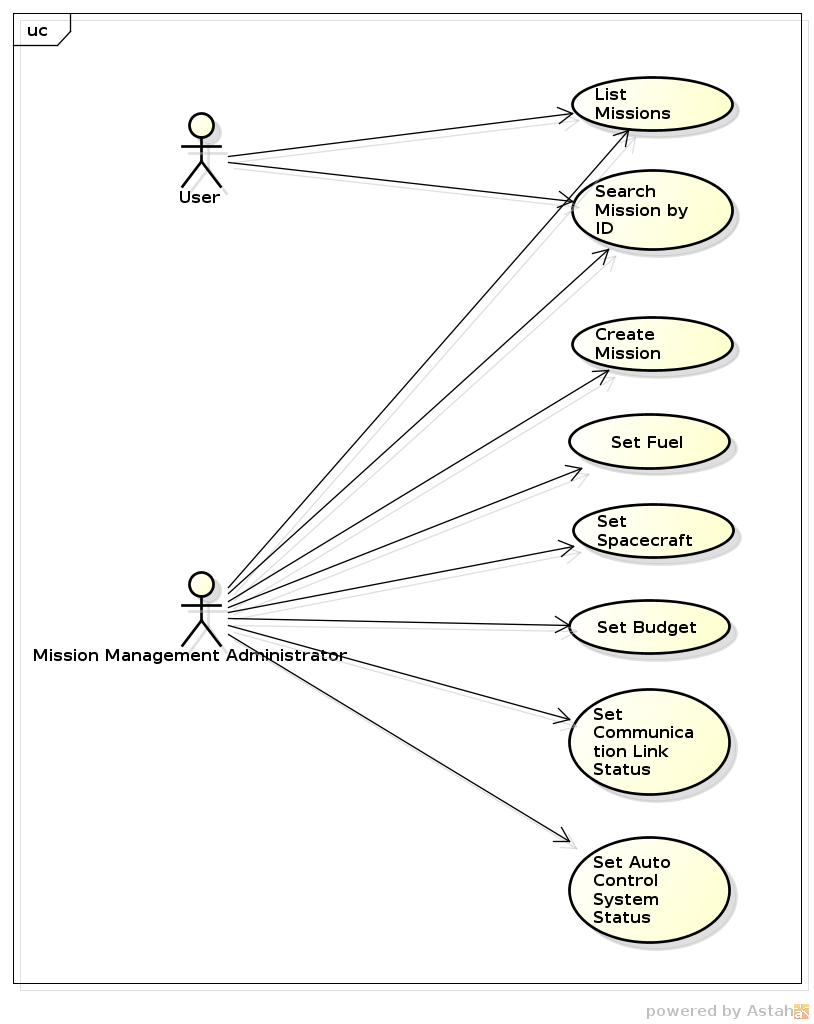 uc
List
Missions
User
Search
Mission by
ID
Create
Mission
Set Fuel
Set
Spacecraft
Mission Management Administrator
Set Budget
Set
Communica
tion Link
Status
Set Auto
Control
System
Status
powered by Astah